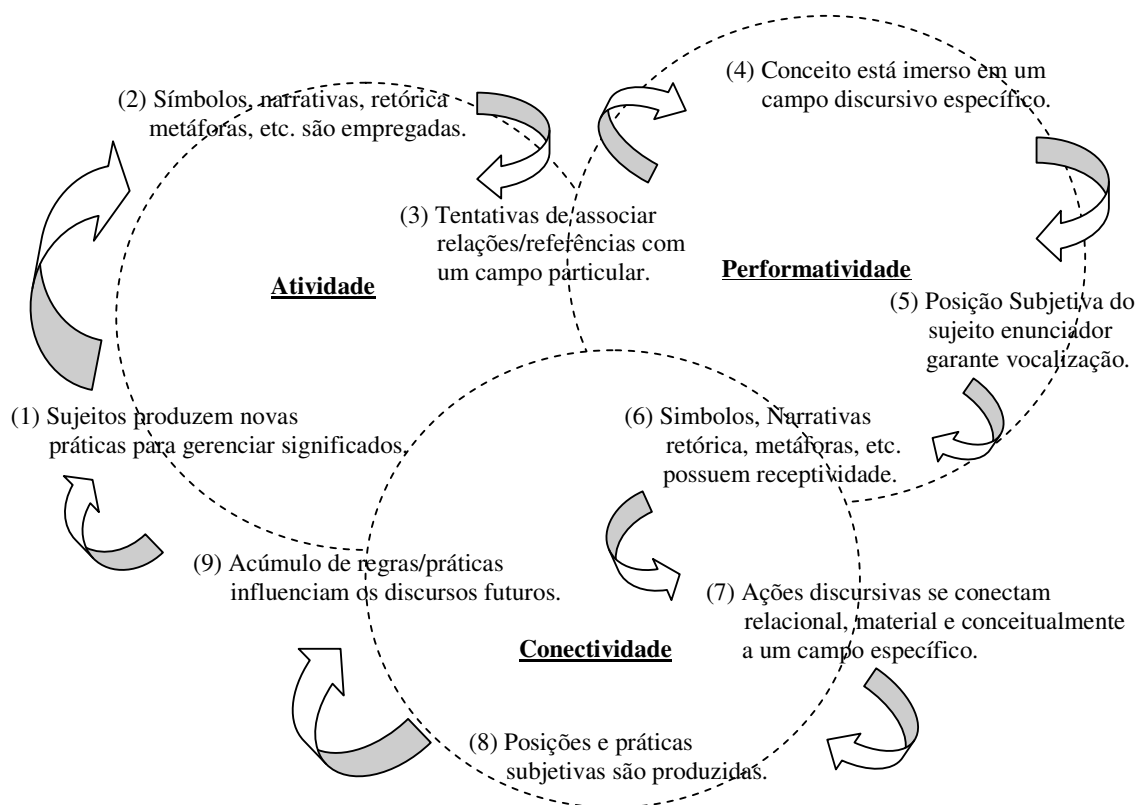 (1) Sujeitos produzem novas
práticas para gerenciar significados.
(2) Símbolos, narrativas, retórica
metáforas, etc. são empregadas.
(3) Tentativas de associar
relações/referências com
um campo particular.
Atividade
(4) Conceito está imerso em um
campo discursivo específico.
Performatividade
(5) Posição Subjetiva do
sujeito enunciador
garante vocalização.
(6) Simbolos, Narrativas
retórica, metáforas, etc.
possuem receptividade.
(7) Ações discursivas se conectam
relacional, material e conceitualmente
a um campo específico.
Conectividade
(8) Posições e práticas
subjetivas são produzidas.
(9) Acúmulo de regras/práticas
influenciam os discursos futuros.